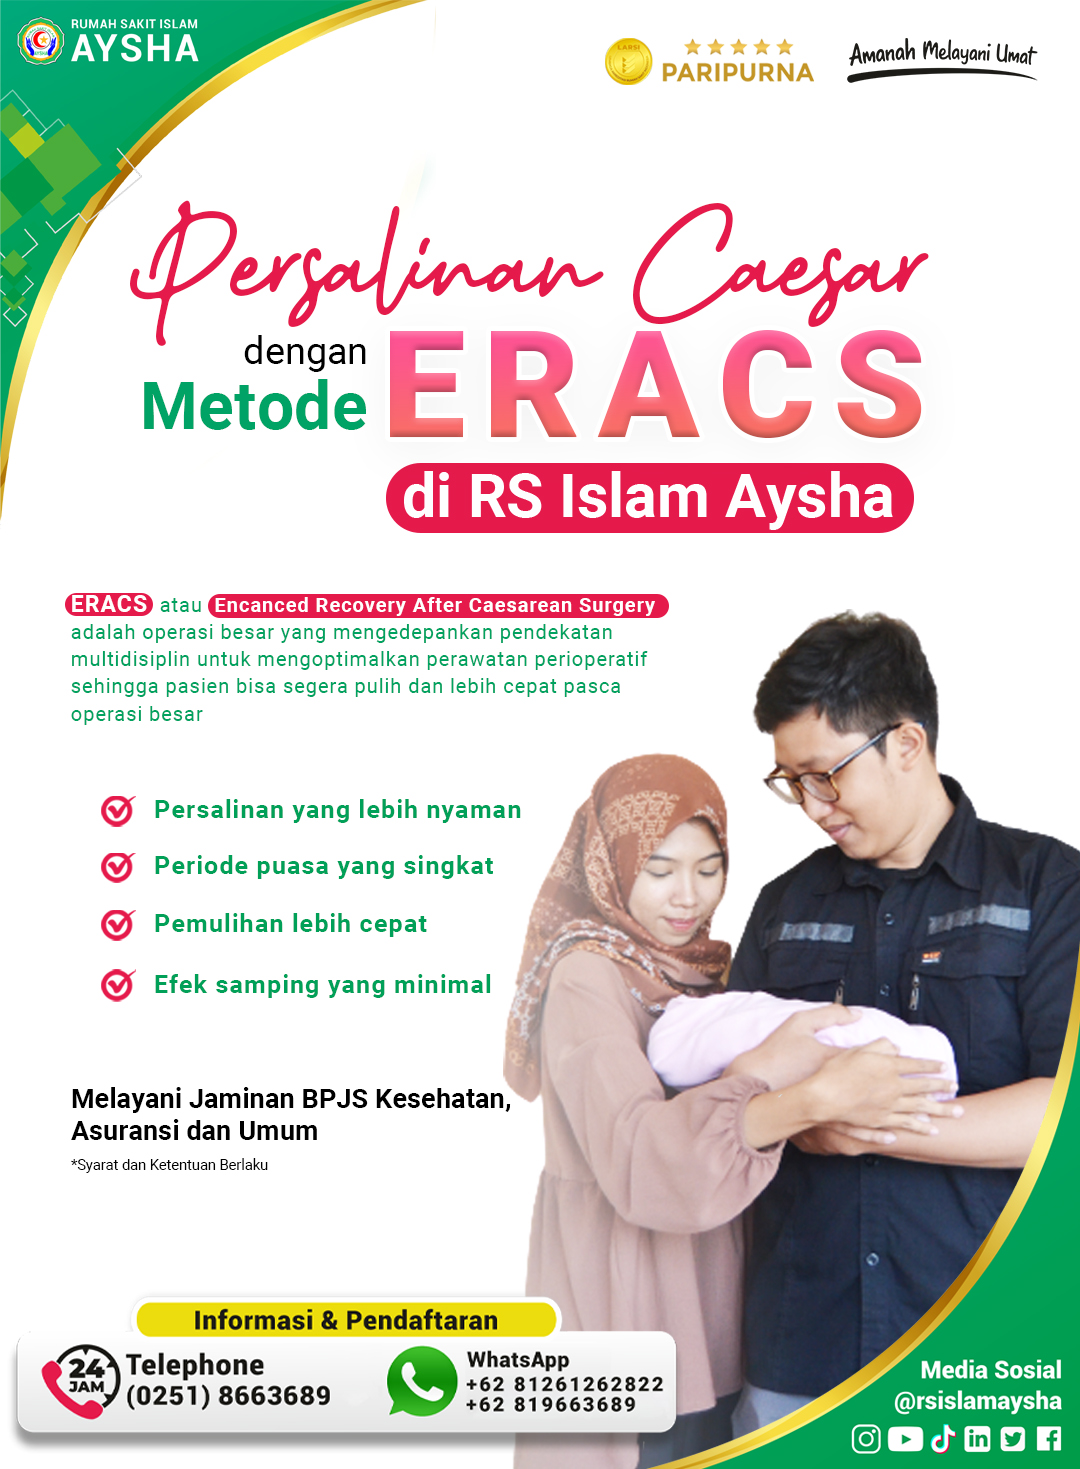 RUMAH SAKIT ISLAM
AYSHA
LARSI
PARIPURNA
Amanah Melayani Umat
Persalinan Caesar
dengan
Metode
ERACS
di RS Islam Aysha
ERACS atau Encanced Recovery After Caesarean Surgery
adalah operasi besar yang mengedepankan pendekatan
multidisiplin untuk mengoptimalkan perawatan perioperatif
sehingga pasien bisa segera pulih dan lebih cepat pasca
operasi besar
Persalinan yang lebih nyaman
Periode puasa yang singkat
Pemulihan lebih cepat
Efek samping yang minimal
Melayani Jaminan BPJS Kesehatan,
Asuransi dan Umum
*Syarat dan Ketentuan Berlaku
Informasi & Pendaftaran
24
JAM
Telephone
(0251) 8663689
WhatsApp
+62 81261262822
+62 819663689
Media Sosial
@rsislamaysha